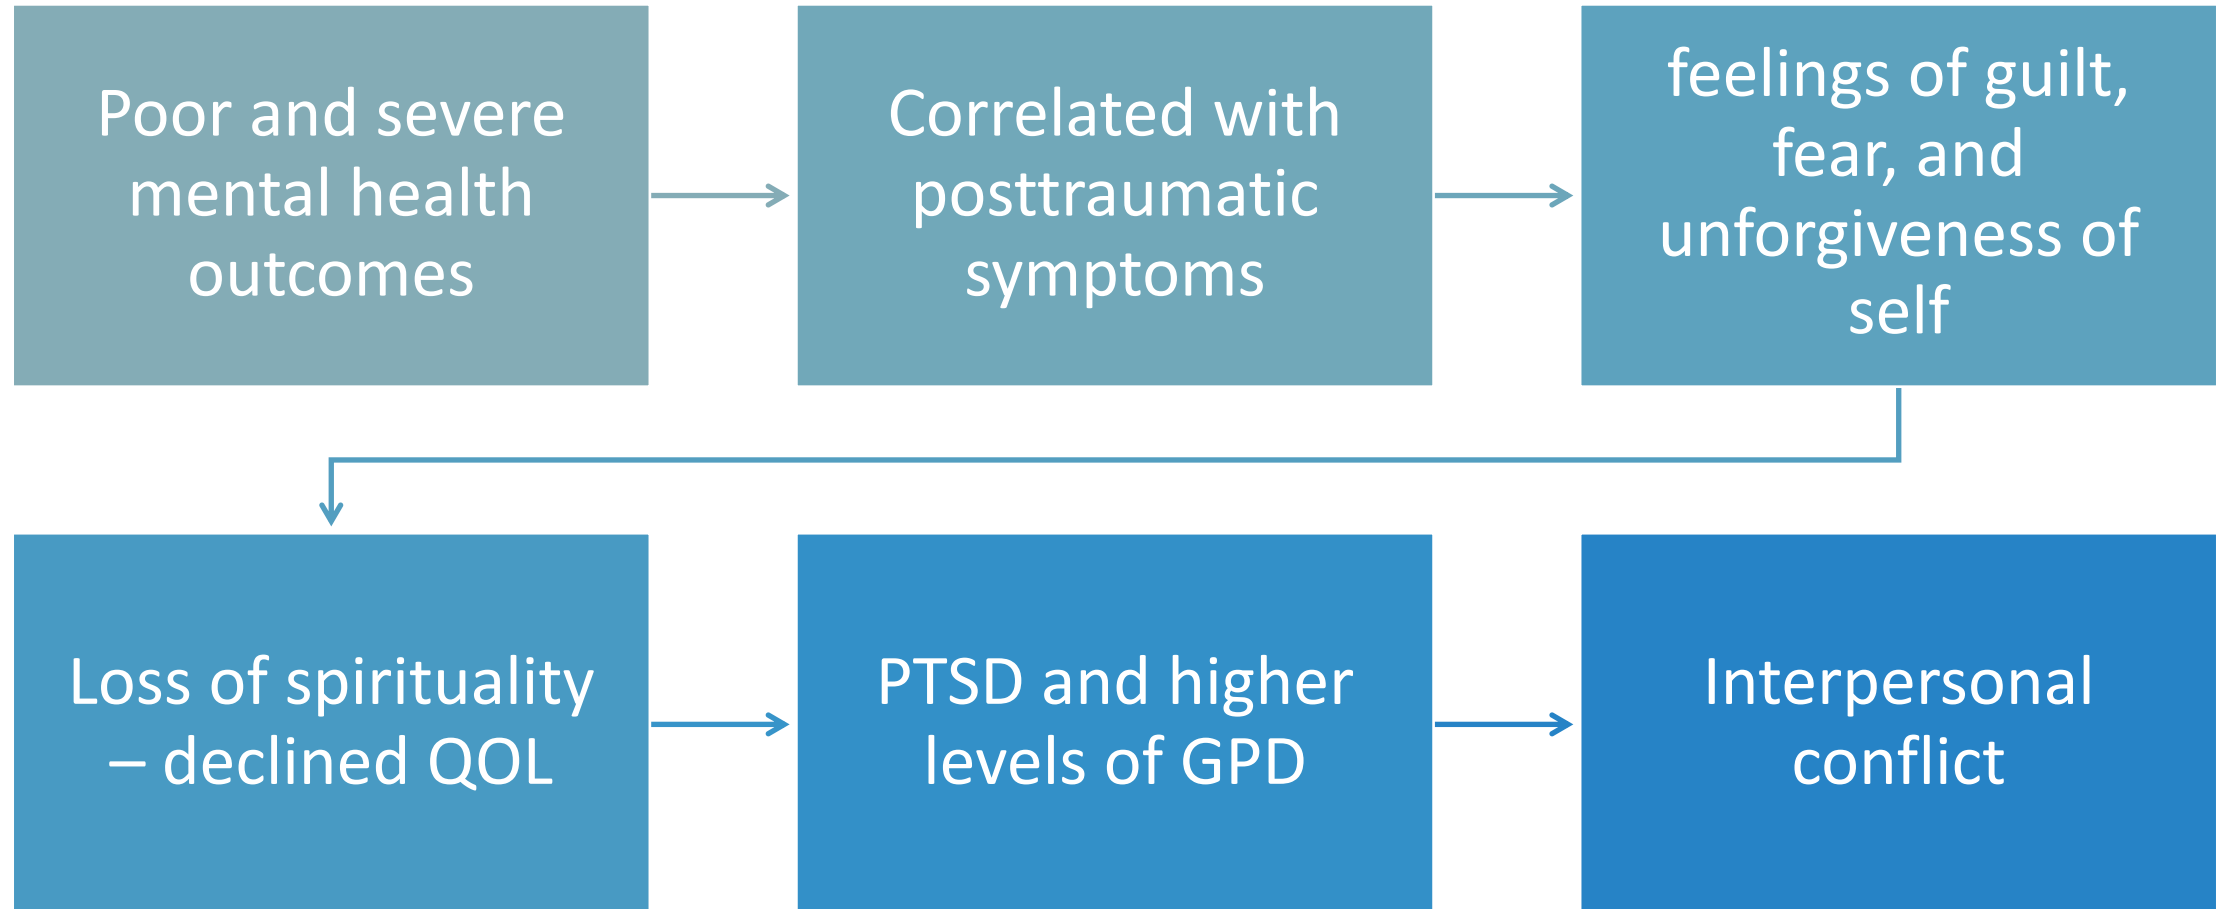 Poor and severe
mental health
outcomes
Correlated with
posttraumatic
symptoms
feelings of guilt,
fear, and
unforgiveness of
self
Loss of spirituality
– declined QOL
PTSD and higher
levels of GPD
Interpersonal
conflict